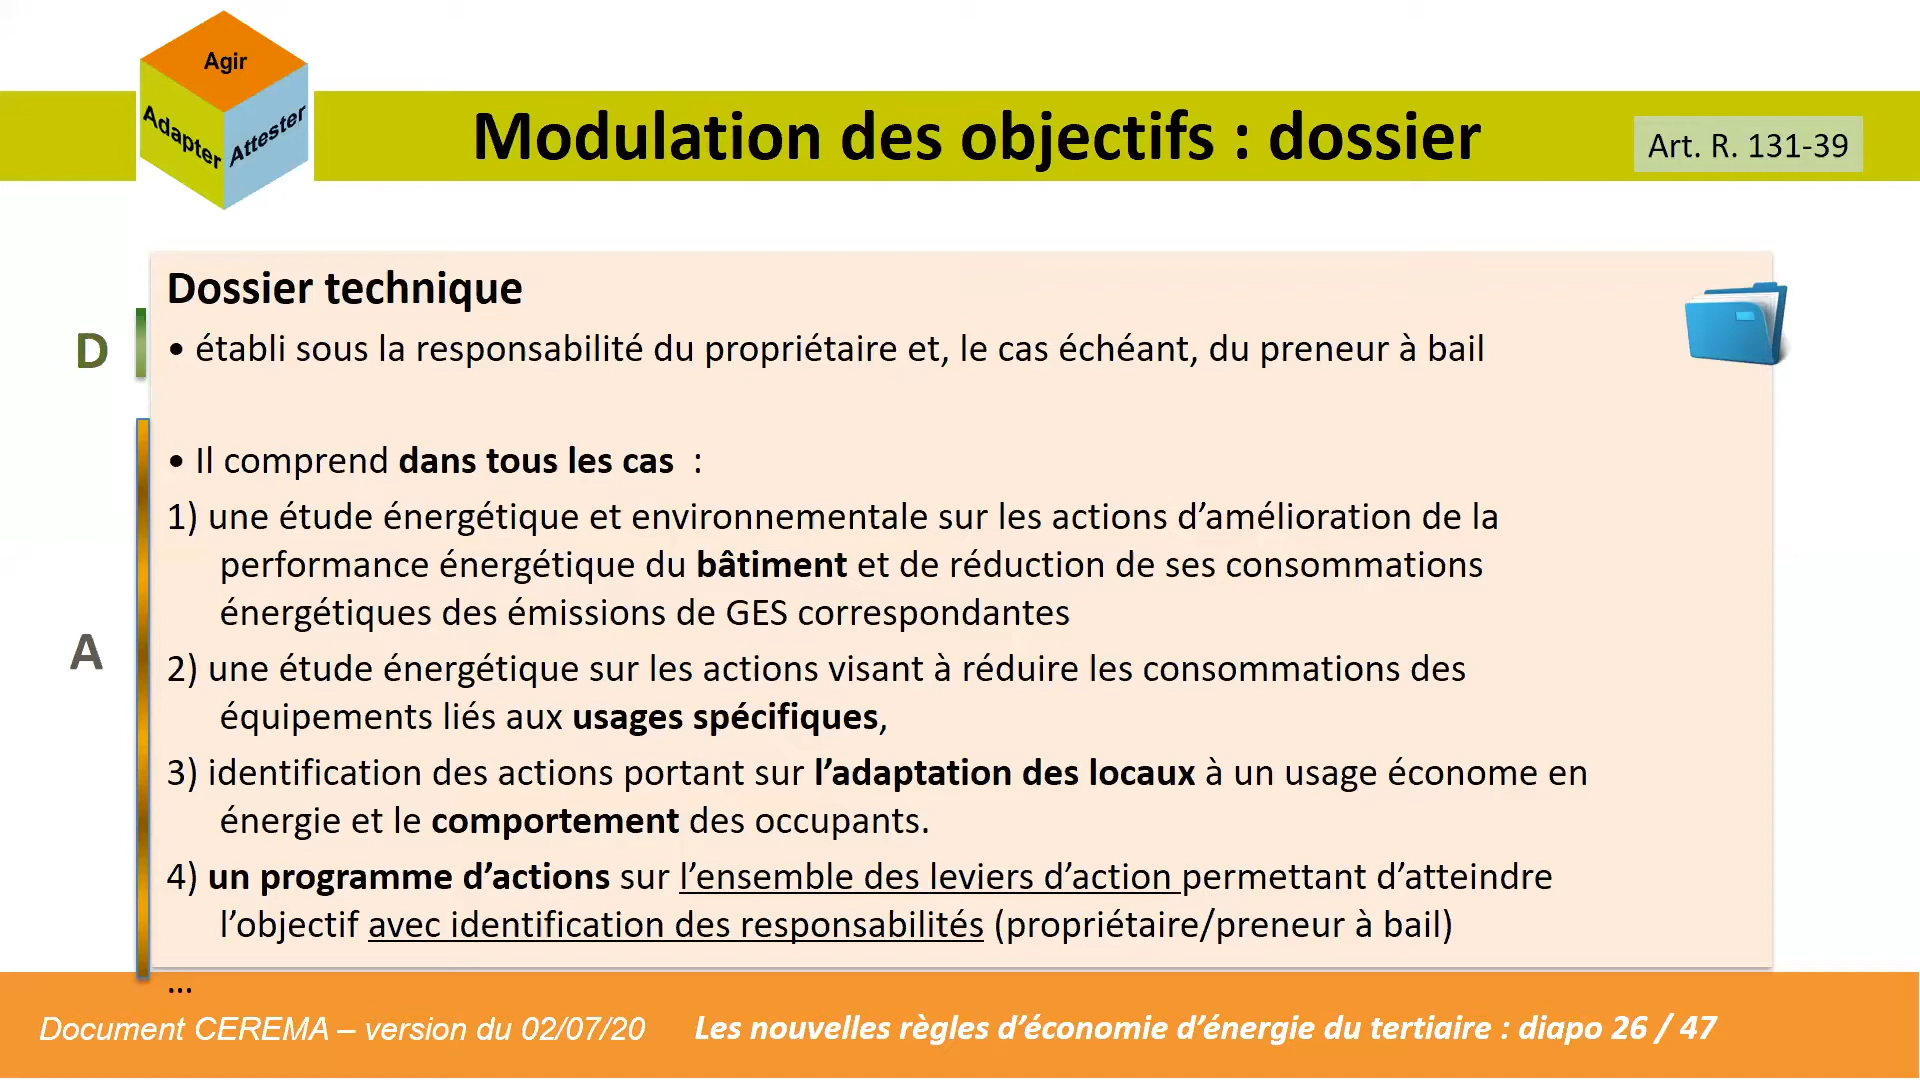 Agir
Adapter
Attester
Modulation des objectifs : dossier
Art. R. 131-39
Dossier technique
D
• établi sous la responsabilité du propriétaire et, le cas échéant, du preneur à bail
• Il comprend dans tous les cas :
1) une étude énergétique et environnementale sur les actions d’amélioration de la
performance énergétique du bâtiment et de réduction de ses consommations
énergétiques des émissions de GES correspondantes
A
2) une étude énergétique sur les actions visant à réduire les consommations des
équipements liés aux usages spécifiques,
3) identification des actions portant sur l’adaptation des locaux à un usage économe en
énergie et le comportement des occupants.
4) un programme d’actions sur l’ensemble des leviers d’action permettant d’atteindre
l’objectif avec identification des responsabilités (propriétaire/preneur à bail)
...
Document CEREMA – version du 02/07/20
Les nouvelles règles d’économie d’énergie du tertiaire : diapo 26 / 47